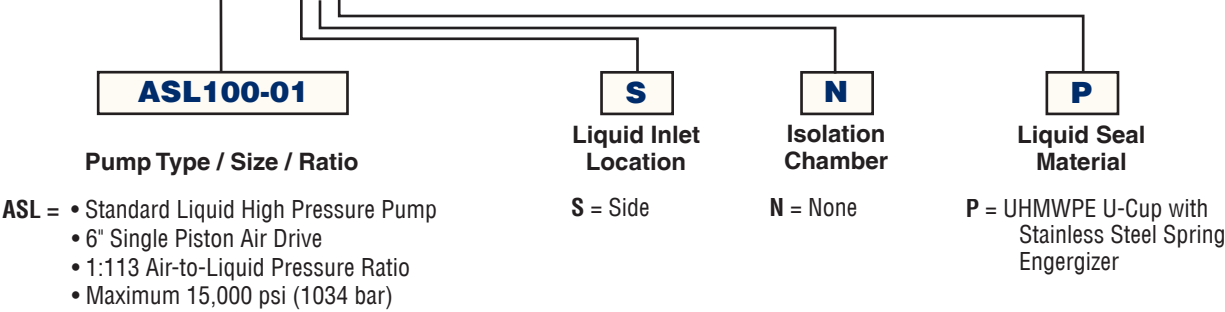 ASL100-01
S
N
P
Pump Type / Size / Ratio
Liquid Inlet
Location
Isolation
Chamber
Liquid Seal
Material
ASL = • Standard Liquid High Pressure Pump
• 6" Single Piston Air Drive
• 1:113 Air-to-Liquid Pressure Ratio
• Maximum 15,000 psi (1034 bar)
S = Side
N = None
P = UHMWPE U-Cup with
Stainless Steel Spring
Engergizer